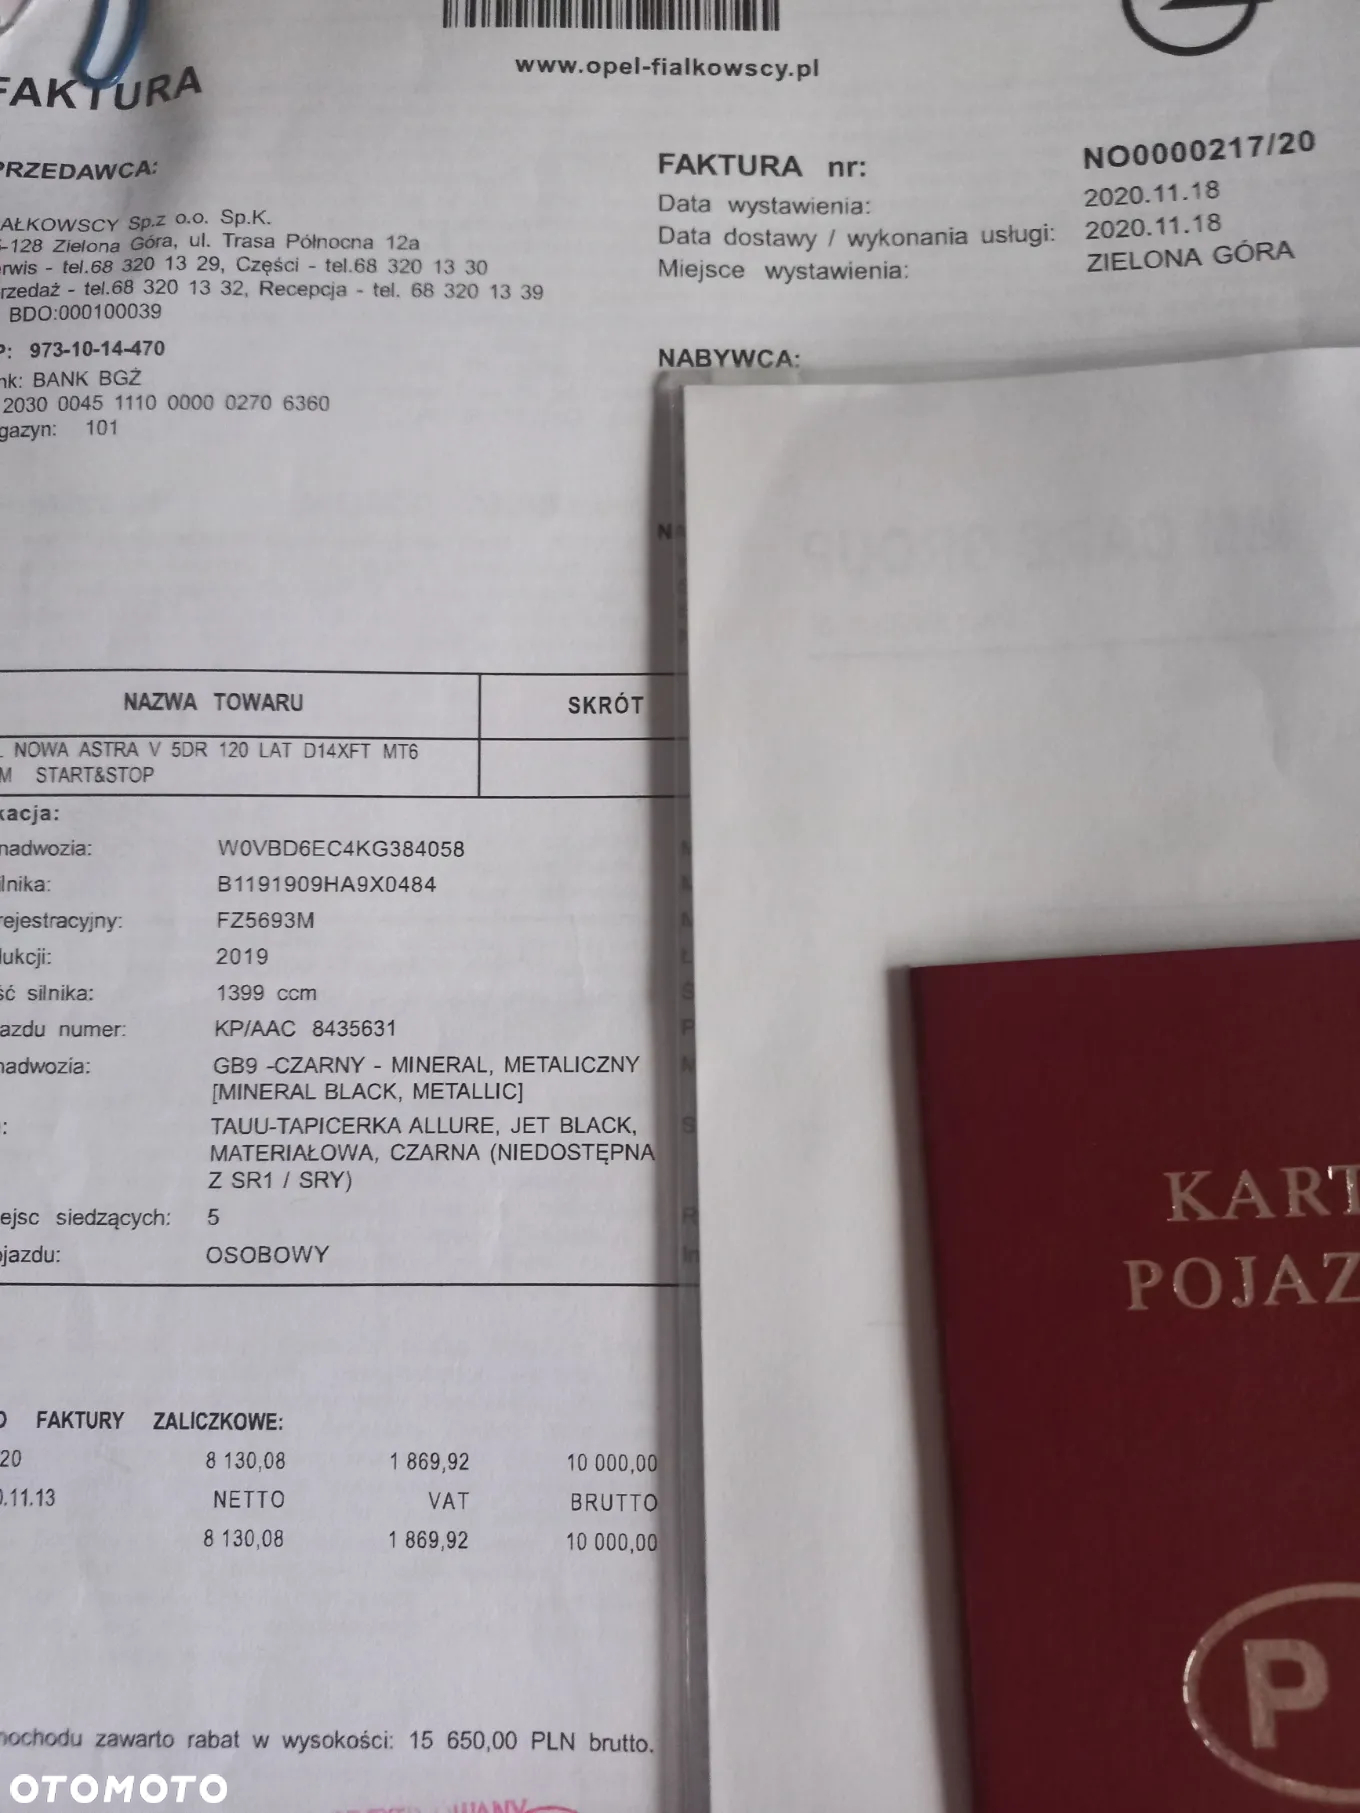 www.opel-fialkowscy.pl
FAKTURA
PRZEDAWCA:
AŁKOWSCY Sp.z o.o. Sp.K.
-128 Zielona Góra, ul. Trasa Północna 12a
rwis - tel.68 320 13 29, Części - tel.68 320 13 30
rzedaż - tel.68 320 13 32, Recepcja - tel. 68 320 13 39
BDO:000100039
P: 973-10-14-470
nk: BANK BGŻ
2030 0045 1110 0000 0270 6360
gazyn: 101
FAKTURA nr: NO0000217/20
Data wystawienia: 2020.11.18
Data dostawy / wykonania usługi: 2020.11.18
Miejsce wystawienia: ZIELONA GÓRA
NABYWCA:
NAZWA TOWARU SKRÓT
L NOWA ASTRA V 5DR 120 LAT D14XFT MT6
M START&STOP
kacja:
nadwozia: W0VBD6EC4KG384058
lnika: B1191909HA9X0484
rejestracyjny: FZ5693M
dukcji: 2019
ść silnika: 1399 ccm
azdu numer: KP/AAC 8435631
nadwozia: GB9 -CZARNY - MINERAL, METALICZNY
[MINERAL BLACK, METALLIC]
: TAUU-TAPICERKA ALLURE, JET BLACK,
MATERIAŁOWA, CZARNA (NIEDOSTĘPNA
Z SR1 / SRY)
ejsc siedzących: 5
ojazdu: OSOBOWY
O FAKTURY ZALICZKOWE:
20 8 130,08 1 869,92 10 000,00
0.11.13 NETTO VAT BRUTTO
8 130,08 1 869,92 10 000,00
mochodu zawarto rabat w wysokości: 15 650,00 PLN brutto.
KART
POJAZ
P
OTOMOTO